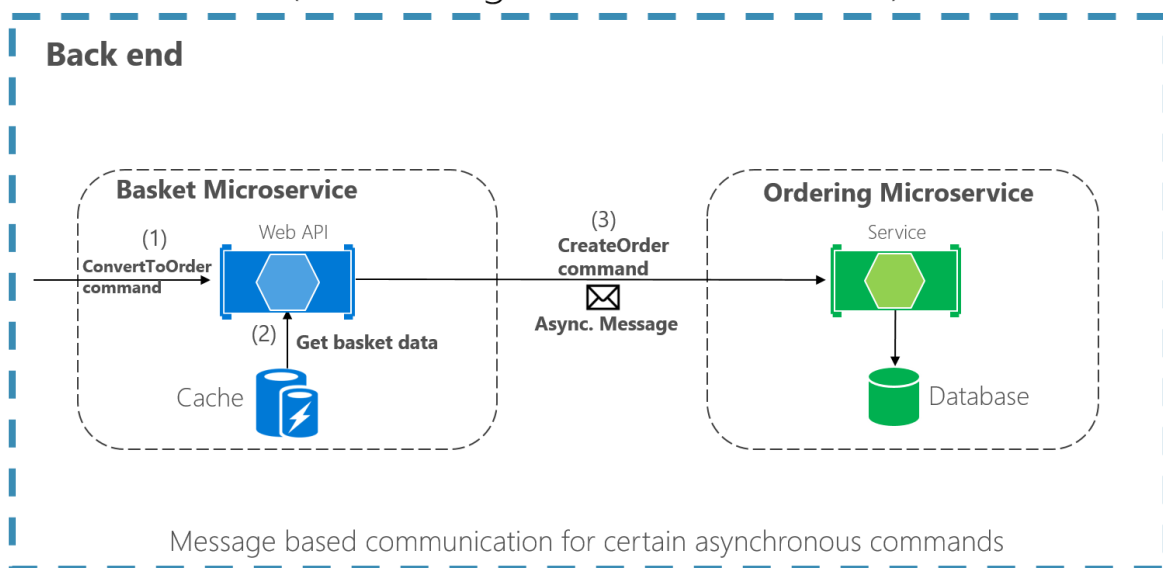 Back end
Basket Microservice
(1)
Web API
ConvertToOrder
command
(2)
Get basket data
Cache
(3)
CreateOrder
command
Async. Message
Ordering Microservice
Service
Database
Message based communication for certain asynchronous commands